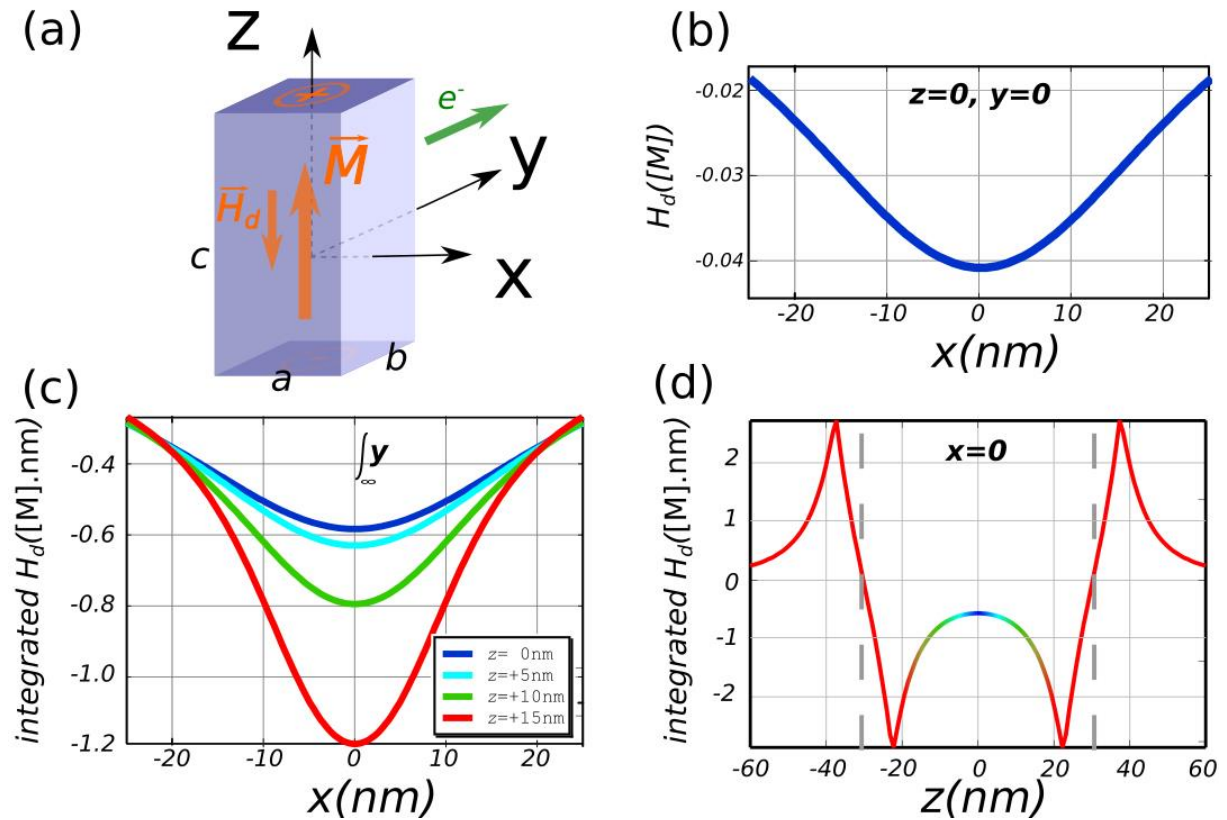 (a)
z
e-
M
y
H_d
x
c
b
a
(b)
z=0, y=0
H_d([M])
-0.02
-0.03
-0.04
-20 -10 0 10 20
x(nm)
(c)
∫∞ y
integrated H_d([M].nm)
-0.4
-0.6
-0.8
-1.0
-1.2
z= 0nm
z=+5nm
z=+10nm
z=+15nm
-20 -10 0 10 20
x(nm)
(d)
x=0
integrated H_d([M].nm)
2
1
0
-1
-2
-60 -40 -20 0 20 40 60
z(nm)